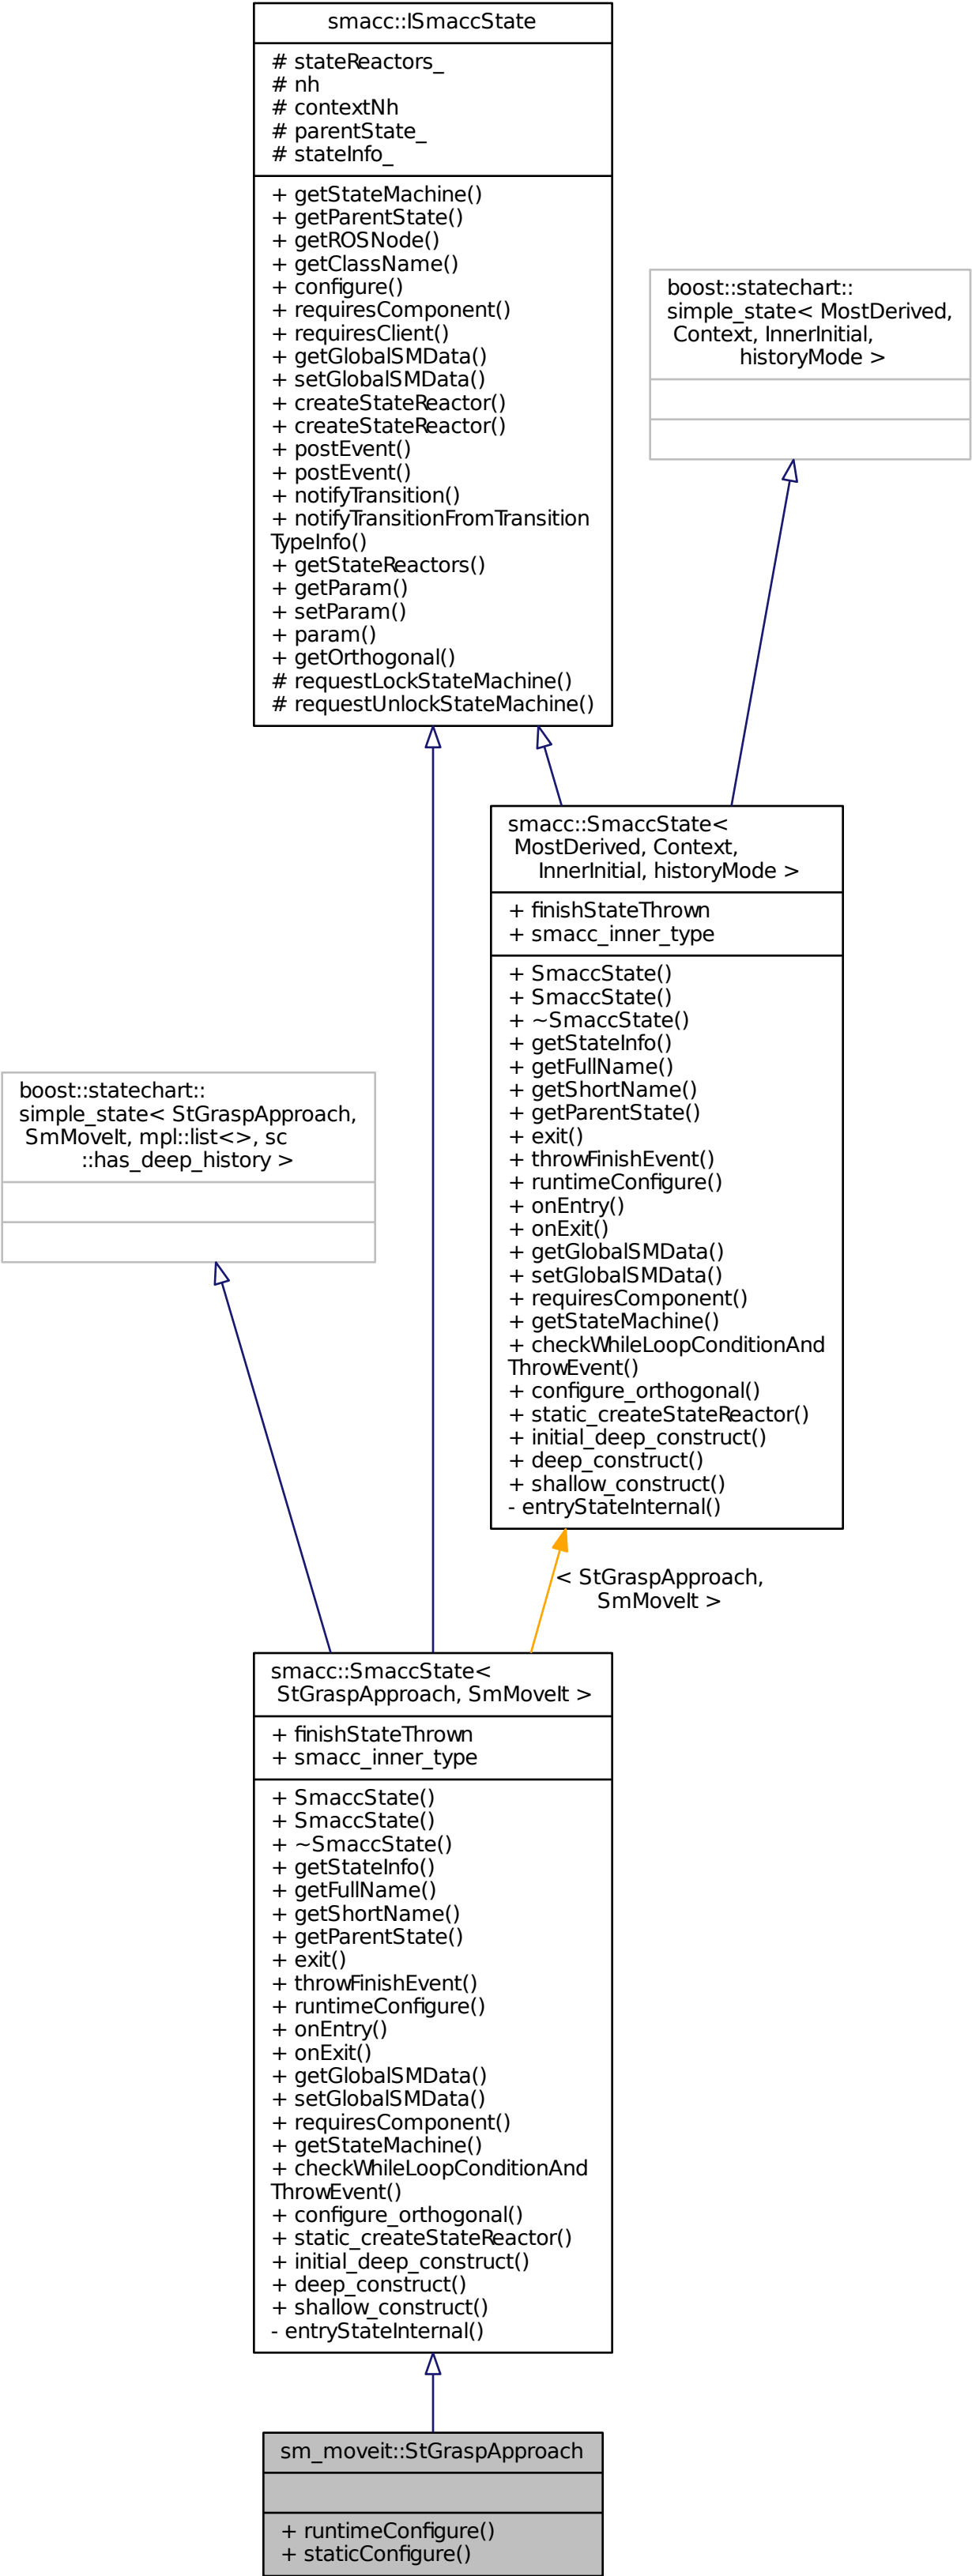 smacc::ISmaccState
# stateReactors_
# nh
# contextNh
# parentState_
# stateInfo_
+ getStateMachine()
+ getParentState()
+ getROSNode()
+ getClassName()
+ configure()
+ requiresComponent()
+ requiresClient()
+ getGlobalSMData()
+ setGlobalSMData()
+ createStateReactor()
+ createStateReactor()
+ postEvent()
+ postEvent()
+ notifyTransition()
+ notifyTransitionFromTransition
TypeInfo()
+ getStateReactors()
+ getParam()
+ setParam()
+ param()
+ getOrthogonal()
# requestLockStateMachine()
# requestUnlockStateMachine()
boost::statechart::
simple_state< MostDerived,
Context, InnerInitial,
historyMode >
smacc::SmaccState<
MostDerived, Context,
InnerInitial, historyMode >
+ finishStateThrown
+ smacc_inner_type
+ SmaccState()
+ SmaccState()
+ ~SmaccState()
+ getStateInfo()
+ getFullName()
+ getShortName()
+ getParentState()
+ exit()
+ throwFinishEvent()
+ runtimeConfigure()
+ onEntry()
+ onExit()
+ getGlobalSMData()
+ setGlobalSMData()
+ requiresComponent()
+ getStateMachine()
+ checkWhileLoopConditionAnd
ThrowEvent()
+ configure_orthogonal()
+ static_createStateReactor()
+ initial_deep_construct()
+ deep_construct()
+ shallow_construct()
- entryStateInternal()
boost::statechart::
simple_state< StGraspApproach,
SmMoveIt, mpl::list<>, sc
::has_deep_history >
< StGraspApproach,
SmMoveIt >
smacc::SmaccState<
StGraspApproach, SmMoveIt >
+ finishStateThrown
+ smacc_inner_type
+ SmaccState()
+ SmaccState()
+ ~SmaccState()
+ getStateInfo()
+ getFullName()
+ getShortName()
+ getParentState()
+ exit()
+ throwFinishEvent()
+ runtimeConfigure()
+ onEntry()
+ onExit()
+ getGlobalSMData()
+ setGlobalSMData()
+ requiresComponent()
+ getStateMachine()
+ checkWhileLoopConditionAnd
ThrowEvent()
+ configure_orthogonal()
+ static_createStateReactor()
+ initial_deep_construct()
+ deep_construct()
+ shallow_construct()
- entryStateInternal()
sm_moveit::StGraspApproach
+ runtimeConfigure()
+ staticConfigure()